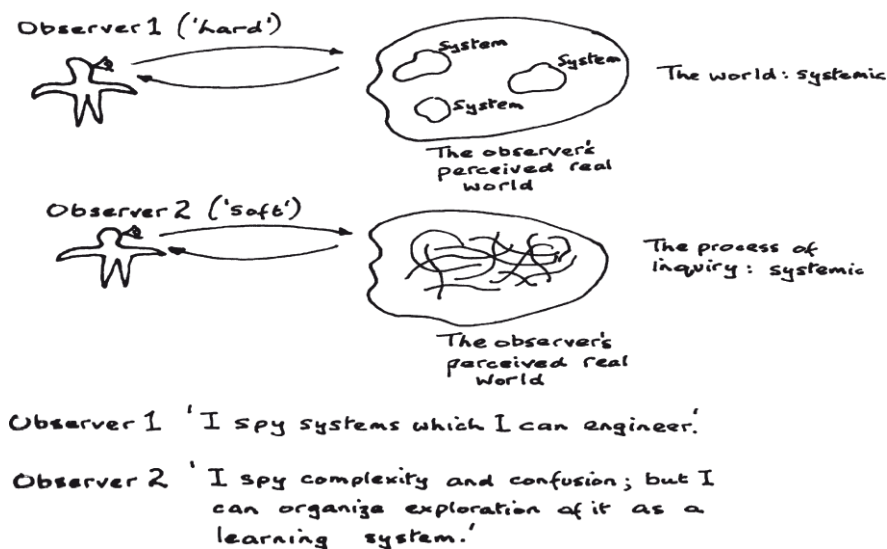 Observer 1 ('hard')
System
System
System
The world: systemic
The observer's
perceived real
world
Observer 2 ('soft')
The process of
inquiry: systemic
The observer's
perceived real
world
Observer 1 'I spy systems which I can engineer.'
Observer 2 'I spy complexity and confusion; but I
can organize exploration of it as a
learning system.'